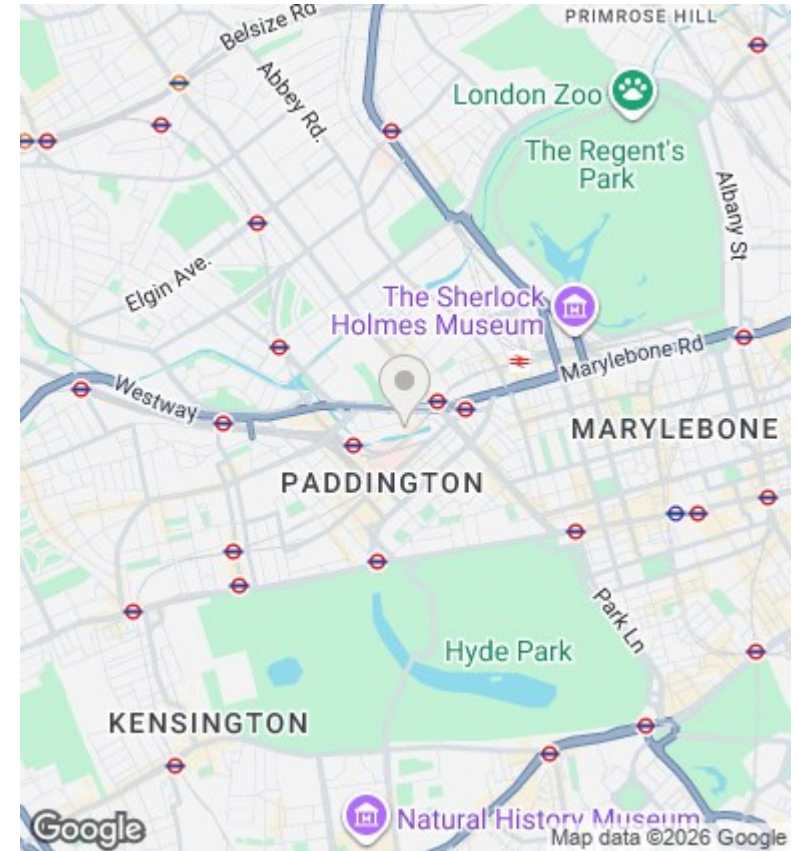 PRIMROSE HILL
Belsize Rd
Abbey Rd.
London Zoo
The Regent's
Park
Albany St
Elgin Ave.
The Sherlock
Holmes Museum
Marylebone Rd
Westway
MARYLEBONE
PADDINGTON
Park Ln
Hyde Park
KENSINGTON
Natural History Museum
Google
Map data ©2026 Google